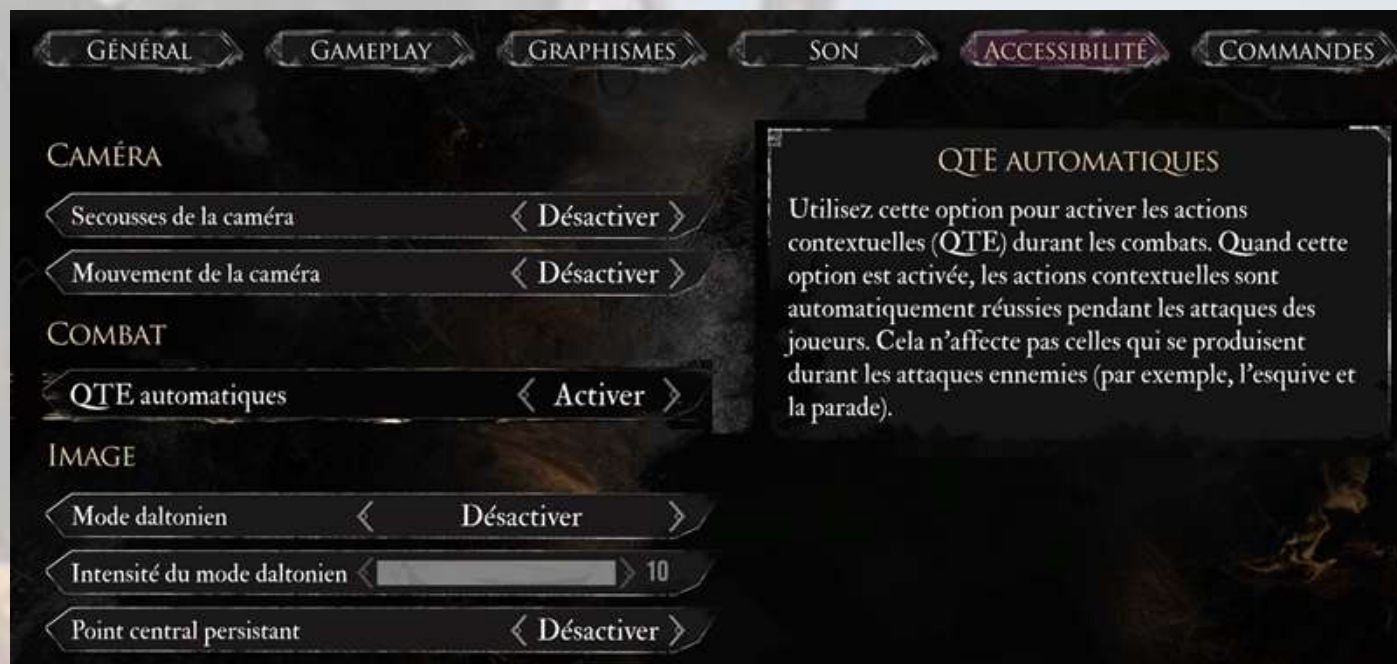 GÉNÉRAL
GAMEPLAY
GRAPHISMES
SON
ACCESSIBILITÉ
COMMANDES
CAMÉRA
Secousses de la caméra Désactiver
Mouvement de la caméra Désactiver
COMBAT
QTE automatiques Activer
IMAGE
Mode daltonien Désactiver
Intensité du mode daltonien 10
Point central persistant Désactiver
QTE AUTOMATIQUES
Utilisez cette option pour activer les actions
contextuelles (QTE) durant les combats. Quand cette
option est activée, les actions contextuelles sont
automatiquement réussies pendant les attaques des
joueurs. Cela n'affecte pas celles qui se produisent
durant les attaques ennemies (par exemple, l'esquive et
la parade).